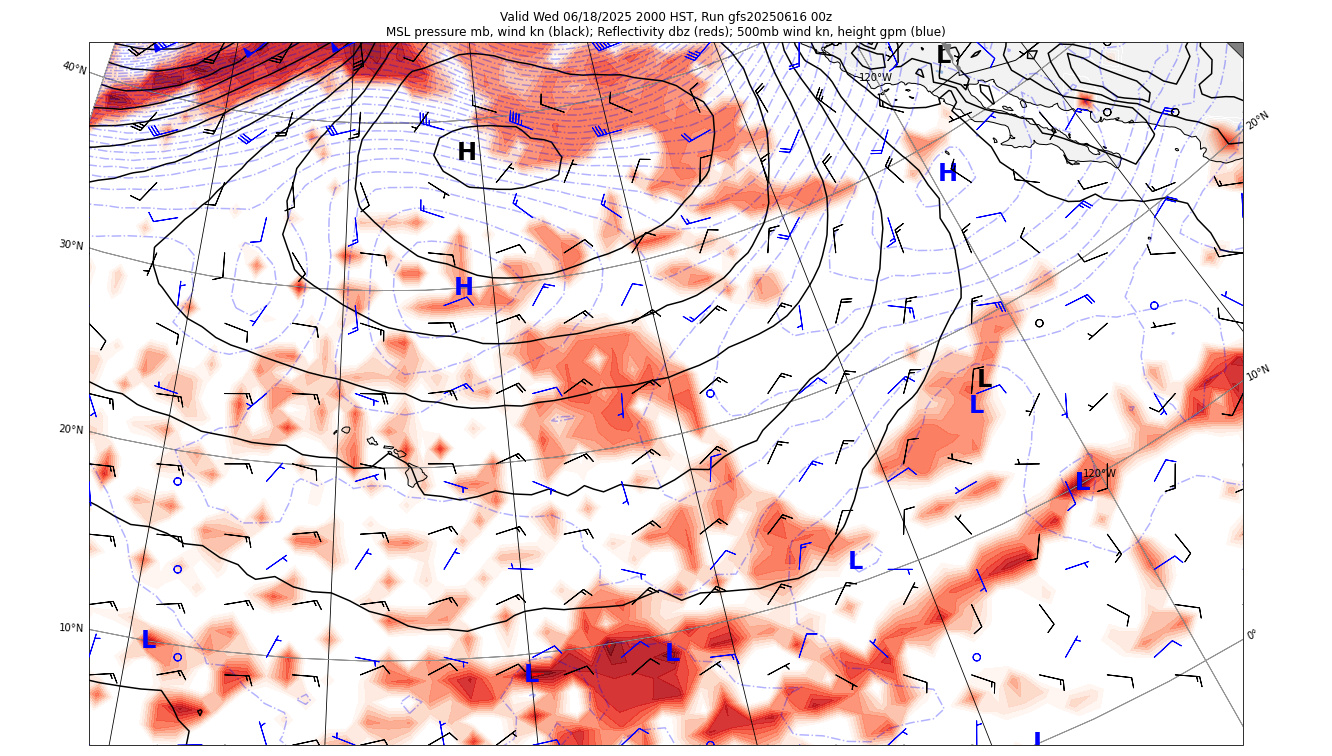 Valid Wed 06/18/2025 2000 HST, Run gfs20250616 00z
MSL pressure mb, wind kn (black); Reflectivity dbz (reds); 500mb wind kn, height gpm (blue)
L
40°N
120°W
20°N
H
H
30°N
H
10°N
L
L
20°N
120°W
L
L
10°N
L
0°
L
L
L